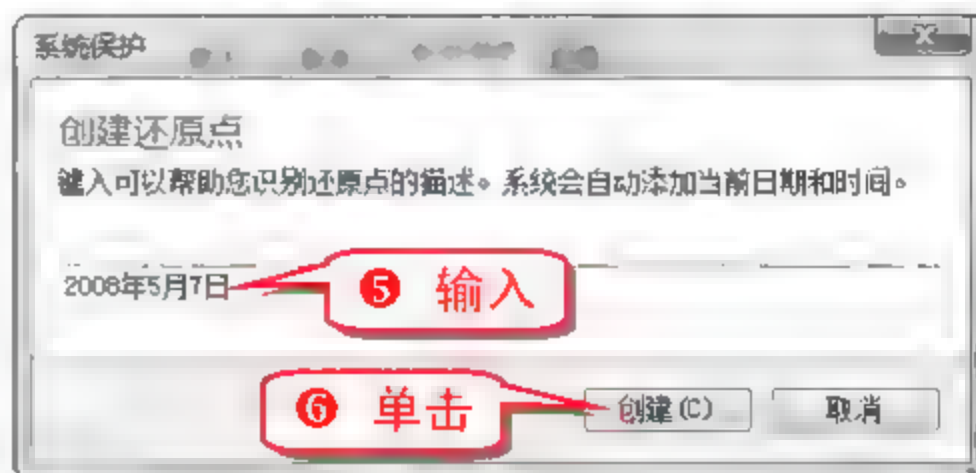 系统保护
创建还原点
键入可以帮助您识别还原点的描述。系统会自动添加当前日期和时间。
2008年5月7日
❺ 输入
❻ 单击
创建(C)
取消